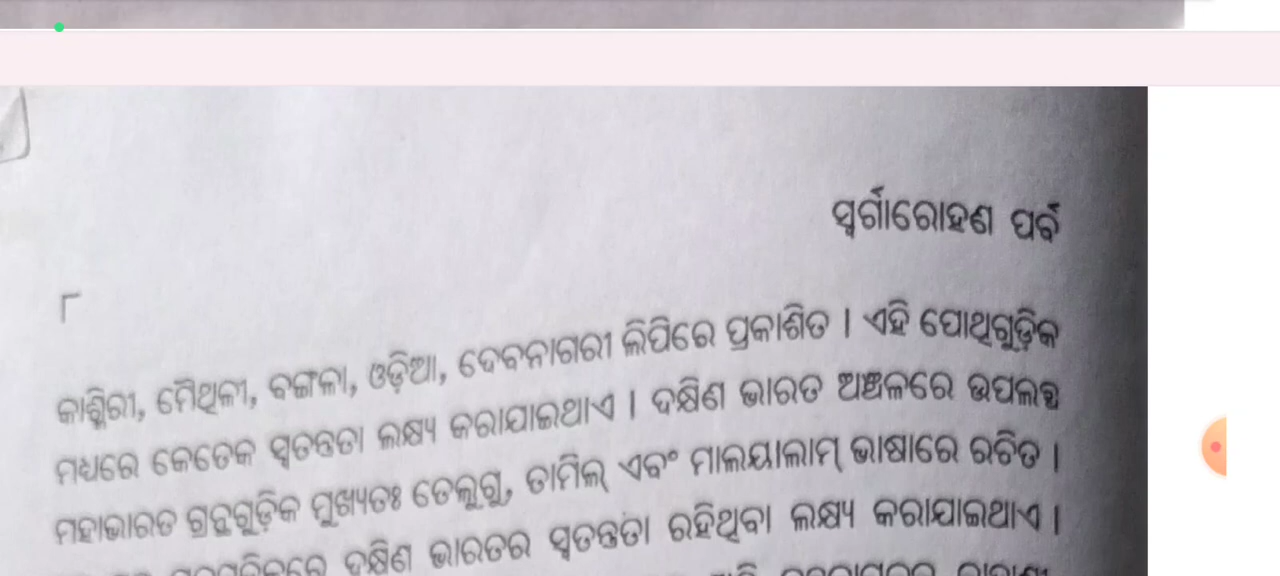 ସ୍ୱର୍ଗାରୋହଣ ପର୍ବ
୮
କାଶ୍ମିରୀ, ମୈଥିଳୀ, ବଙ୍ଗଳା, ଓଡ଼ିଆ, ଦେବନାଗରୀ ଲିପିରେ ପ୍ରକାଶିତ । ଏହି ପୋଥିଗୁଡ଼ିକ
ମଧ୍ୟରେ କେତେକ ସ୍ୱତନ୍ତ୍ରତା ଲକ୍ଷ୍ୟ କରାଯାଇଥାଏ । ଦକ୍ଷିଣ ଭାରତ ଅଞ୍ଚଳରେ ଉପଲବ୍ଧ
ମହାଭାରତ ଗ୍ରନ୍ଥଗୁଡ଼ିକ ମୁଖ୍ୟତଃ ତେଲୁଗୁ, ତାମିଲ୍ ଏବଂ ମାଲୟାଲାମ୍ ଭାଷାରେ ରଚିତ ।
ଦକ୍ଷିଣ ଭାରତର ସ୍ୱତନ୍ତ୍ରତା ରହିଥିବା ଲକ୍ଷ୍ୟ କରାଯାଇଥାଏ ।